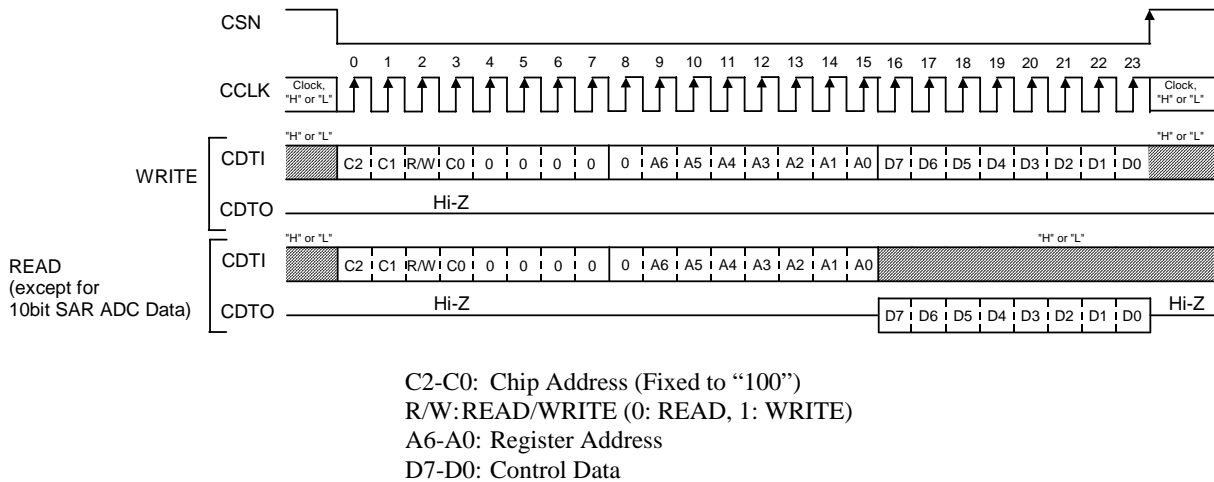 CSN
0 1 2 3 4 5 6 7 8 9 10 11 12 13 14 15 16 17 18 19 20 21 22 23
CCLK
Clock,
"H" or "L"
Clock,
"H" or "L"
"H" or "L"
"H" or "L"
WRITE
CDTI
C2 C1 R/W C0 0 0 0 0 0 A6 A5 A4 A3 A2 A1 A0 D7 D6 D5 D4 D3 D2 D1 D0
CDTO
Hi-Z
"H" or "L"
"H" or "L"
READ
(except for
10bit SAR ADC Data)
CDTI
C2 C1 R/W C0 0 0 0 0 0 A6 A5 A4 A3 A2 A1 A0
CDTO
Hi-Z
D7 D6 D5 D4 D3 D2 D1 D0
Hi-Z
C2-C0: Chip Address (Fixed to “100”)
R/W:READ/WRITE (0: READ, 1: WRITE)
A6-A0: Register Address
D7-D0: Control Data